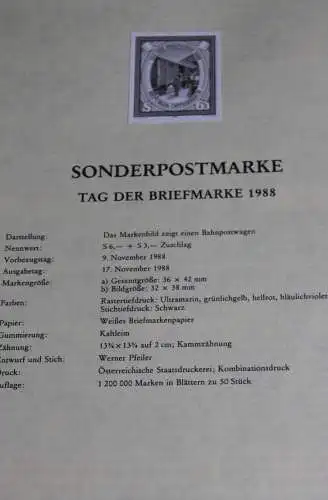 SONDERPOSTMARKE
TAG DER BRIEFMARKE 1988
Darstellung: Das Markenbild zeigt einen Bahnpostwagen
Nennwert: S 6,— + S 3,— Zuschlag
Vorbezugstag: 9. November 1988
Ausgabetag: 17. November 1988
Markengröße: a) Gesamtgröße: 36 × 42 mm
b) Bildgröße: 32 × 38 mm
Farben: Rastertiefdruck: Ultramarin, grünlichgelb, hellrot, bläulichviolet
Stichtiefdruck: Schwarz
Papier: Weißes Briefmarkenpapier
Gummierung: Kaltleim
Zähnung: 13¾ × 13¾ auf 2 cm; Kammzähnung
Entwurf und Stich: Werner Pfeiler
Druck: Österreichische Staatsdruckerei; Kombinationsdruck
uflage: 1 200 000 Marken in Blättern zu 50 Stück